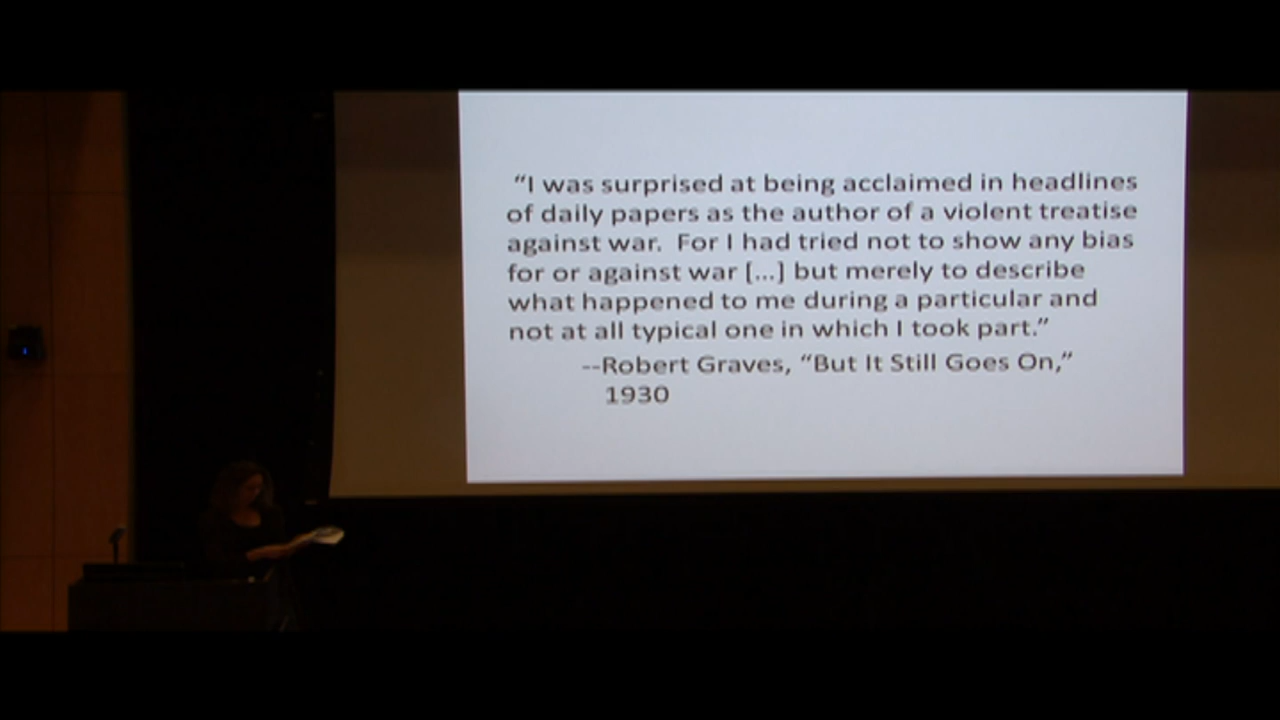 “I was surprised at being acclaimed in headlines
of daily papers as the author of a violent treatise
against war.  For I had tried not to show any bias
for or against war [...] but merely to describe
what happened to me during a particular and
not at all typical one in which I took part.”
--Robert Graves, “But It Still Goes On,”
1930